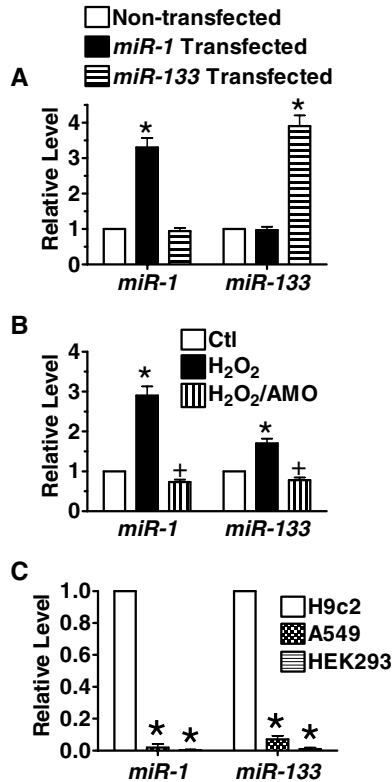 Non-transfected
miR-1 Transfected
miR-133 Transfected
A
Relative Level
4
3
2
1
0
*
*
miR-1 miR-133
B
Ctl
H₂O₂
H₂O₂/AMO
Relative Level
4
3
2
1
0
*
+
*
+
miR-1 miR-133
C
H9c2
A549
HEK293
Relative Level
1.0
0.8
0.6
0.4
0.2
0.0
* * * *
miR-1 miR-133